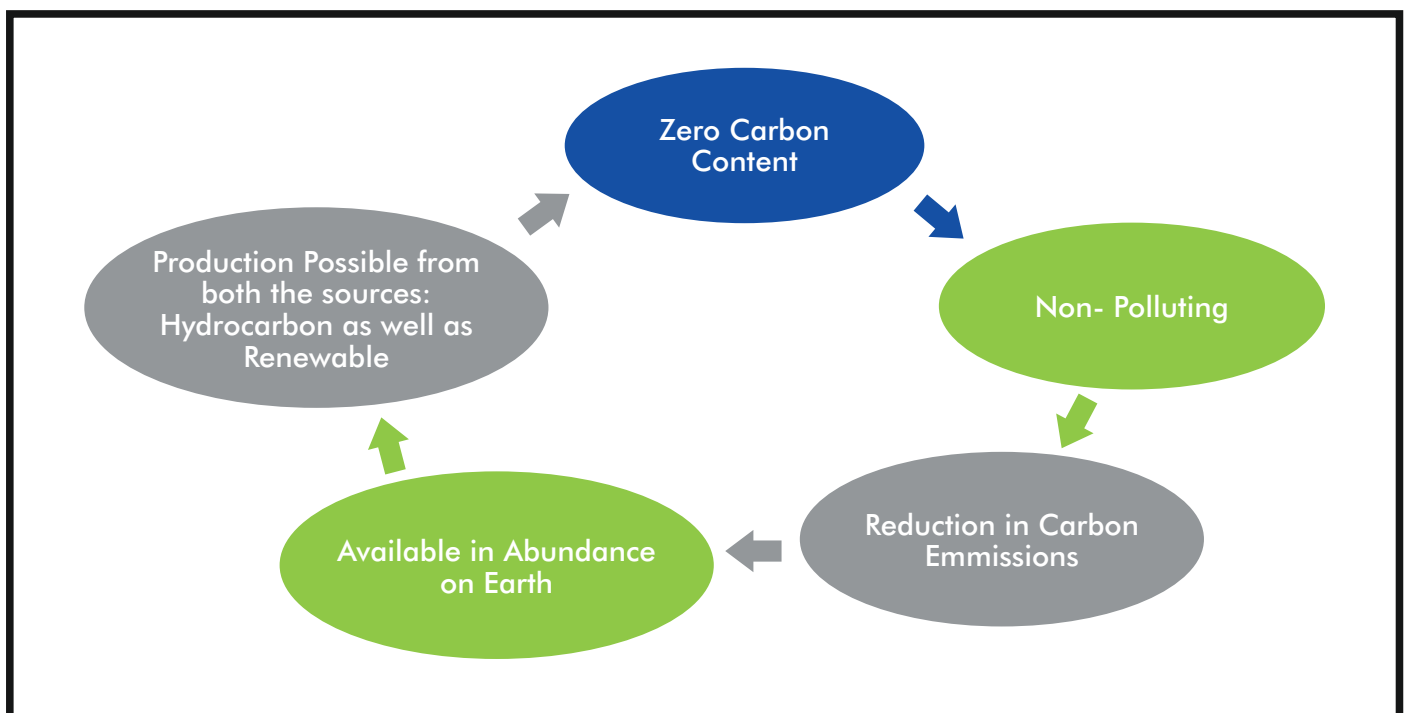 Zero Carbon
Content
Non- Polluting
Reduction in Carbon
Emmissions
Available in Abundance
on Earth
Production Possible from
both the sources:
Hydrocarbon as well as
Renewable